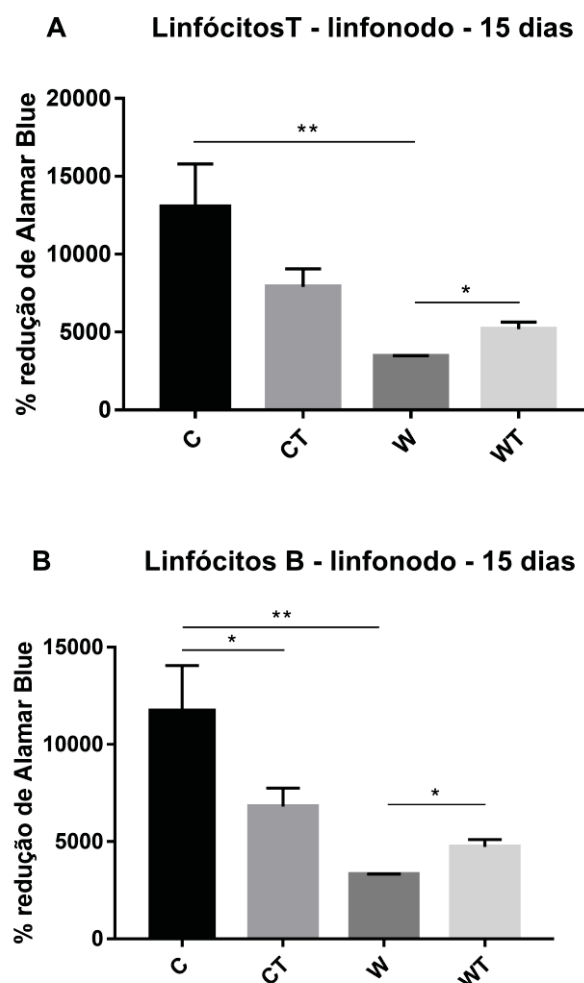 A LinfócitosT - linfonodo - 15 dias
% redução de Alamar Blue
20000
15000
10000
5000
0
**
*
C CT W WT
B Linfócitos B - linfonodo - 15 dias
% redução de Alamar Blue
15000
10000
5000
0
**
*
*
C CT W WT